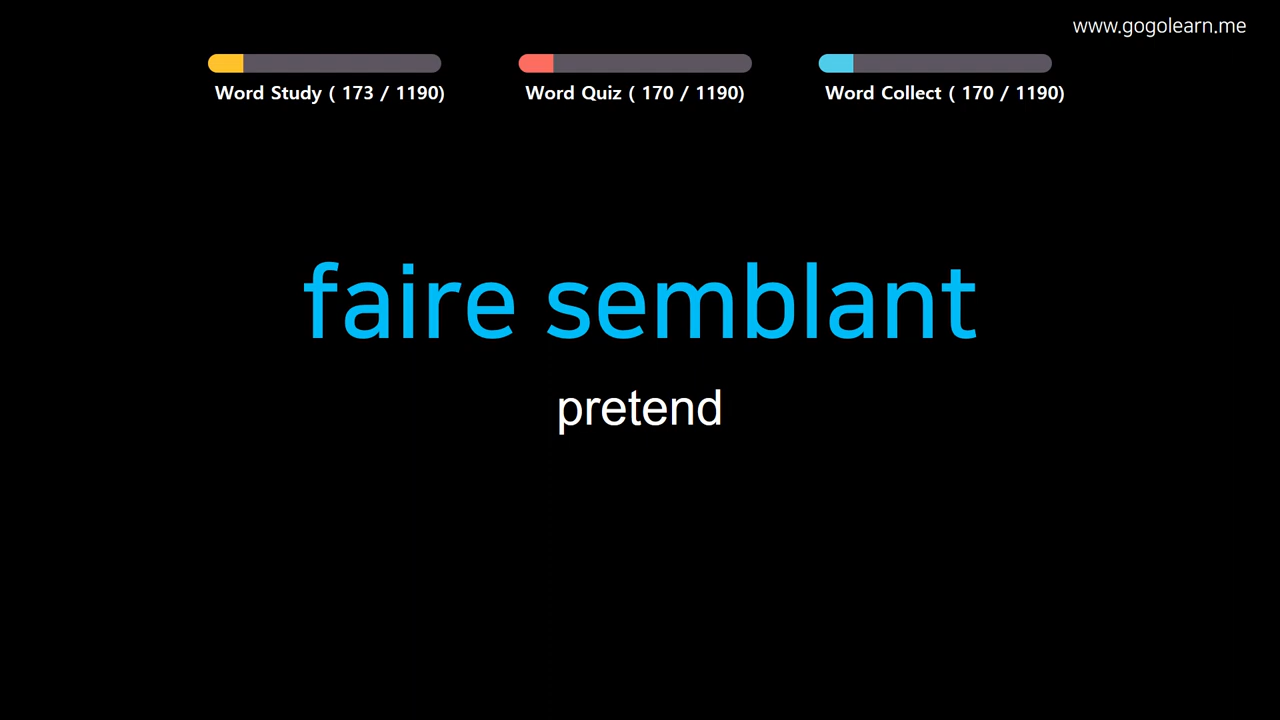 www.gogolearn.me
Word Study ( 173 / 1190)
Word Quiz ( 170 / 1190)
Word Collect ( 170 / 1190)
faire semblant
pretend